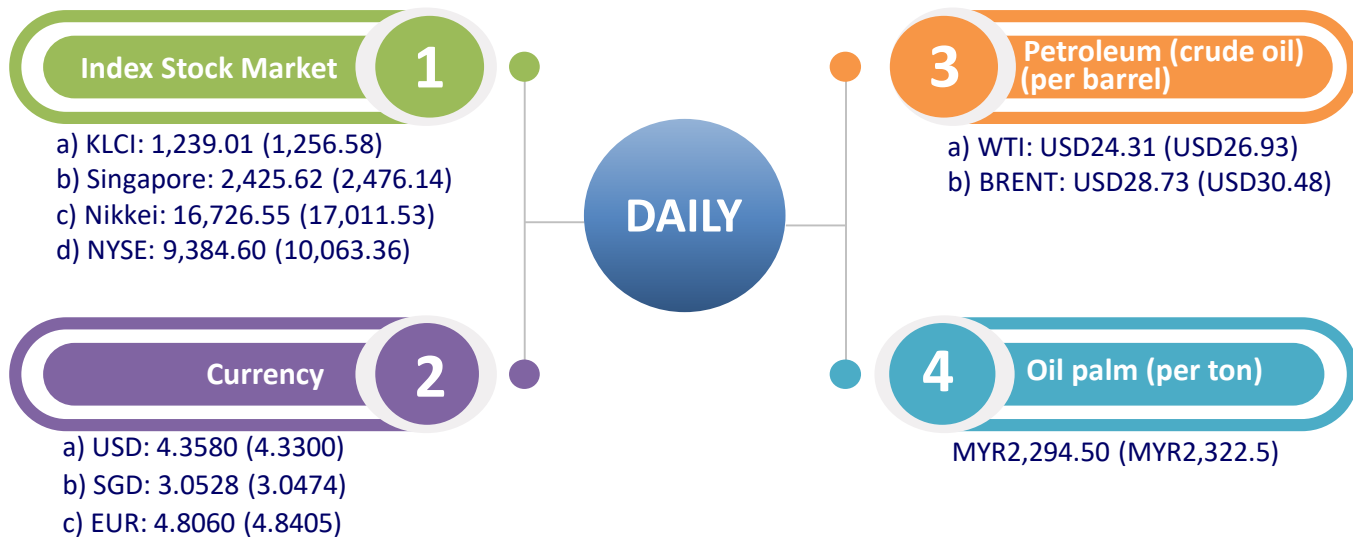 Index Stock Market
1
a) KLCI: 1,239.01 (1,256.58)
b) Singapore: 2,425.62 (2,476.14)
c) Nikkei: 16,726.55 (17,011.53)
d) NYSE: 9,384.60 (10,063.36)
Currency
2
a) USD: 4.3580 (4.3300)
b) SGD: 3.0528 (3.0474)
c) EUR: 4.8060 (4.8405)
DAILY
3
Petroleum (crude oil)
(per barrel)
a) WTI: USD24.31 (USD26.93)
b) BRENT: USD28.73 (USD30.48)
4
Oil palm (per ton)
MYR2,294.50 (MYR2,322.5)